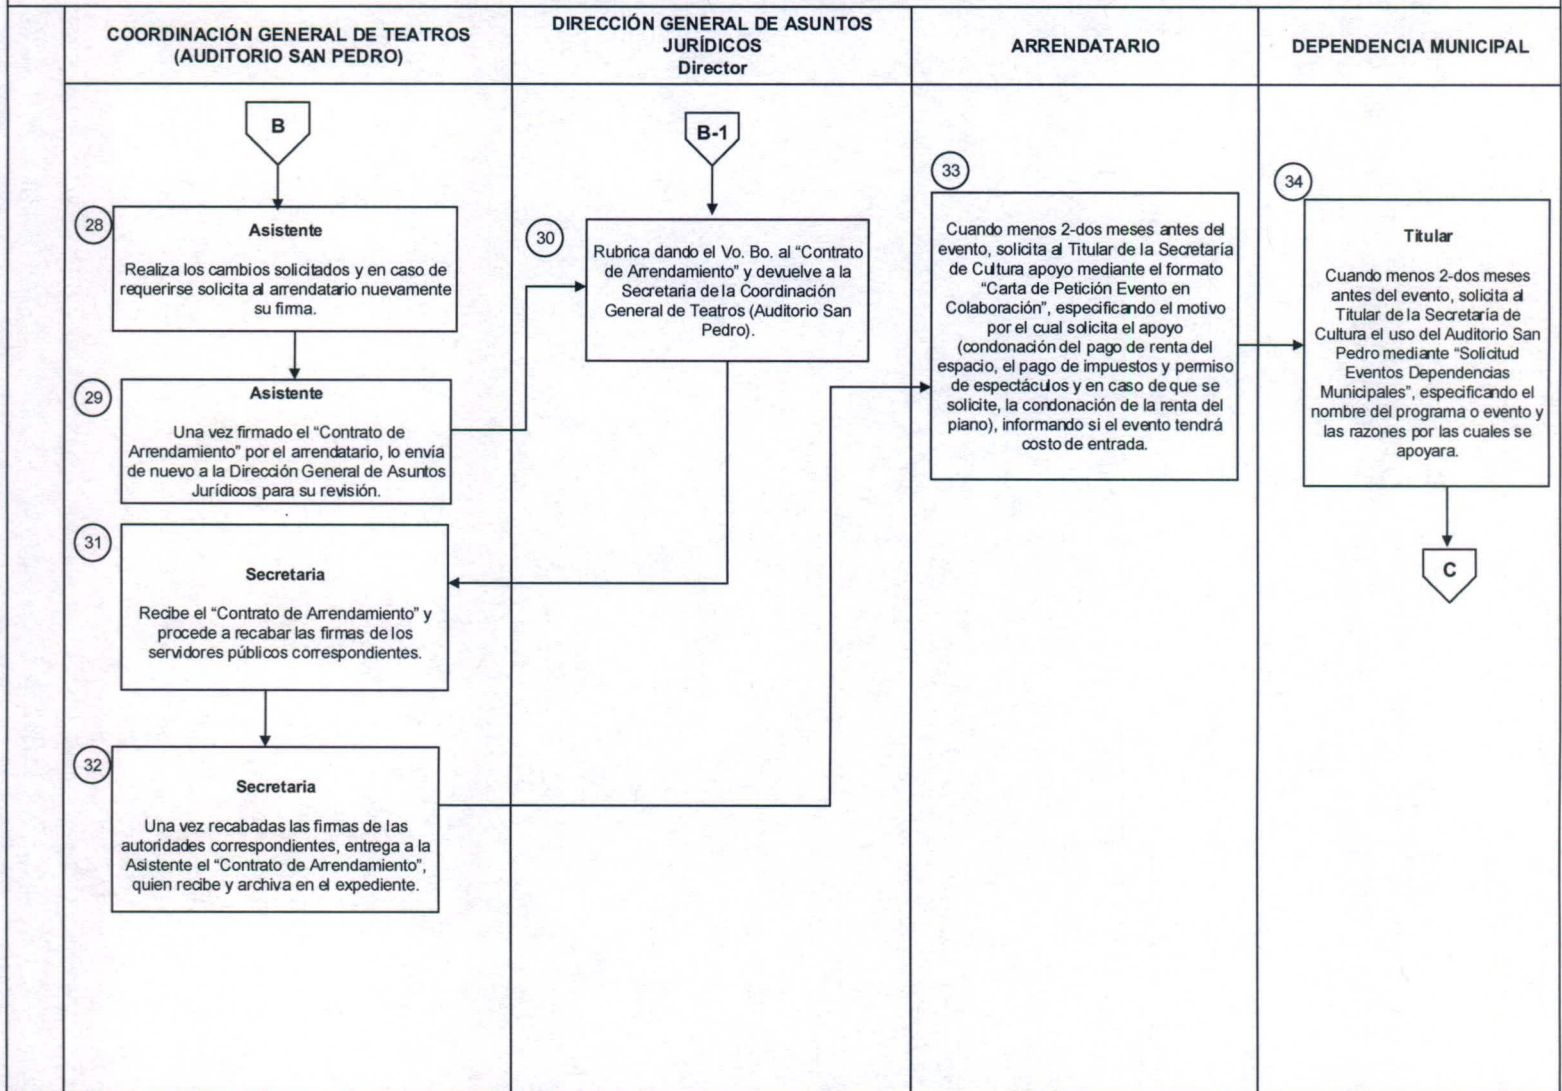 COORDINACIÓN GENERAL DE TEATROS
(AUDITORIO SAN PEDRO)
DIRECCIÓN GENERAL DE ASUNTOS
JURÍDICOS
Director
ARRENDATARIO
DEPENDENCIA MUNICIPAL
B
28
Asistente
Realiza los cambios solicitados y en caso de
requerirse solicita al arrendatario nuevamente
su firma.
29
Asistente
Una vez firmado el “Contrato de
Arrendamiento” por el arrendatario, lo envía
de nuevo a la Dirección General de Asuntos
Jurídicos para su revisión.
B-1
30
Rubrica dando el Vo. Bo. al “Contrato
de Arrendamiento” y devuelve a la
Secretaria de la Coordinación
General de Teatros (Auditorio San
Pedro).
31
Secretaria
Recibe el “Contrato de Arrendamiento” y
procede a recabar las firmas de los
servidores públicos correspondientes.
32
Secretaria
Una vez recabadas las firmas de las
autoridades correspondientes, entrega a la
Asistente el “Contrato de Arrendamiento”,
quien recibe y archiva en el expediente.
33
Cuando menos 2-dos meses antes del
evento, solicita al Titular de la Secretaría
de Cultura apoyo mediante el formato
“Carta de Petición Evento en
Colaboración”, especificando el motivo
por el cual solicita el apoyo
(condonación del pago de renta del
espacio, el pago de impuestos y permiso
de espectáculos y en caso de que se
solicite, la condonación de la renta del
piano), informando si el evento tendrá
costo de entrada.
34
Titular
Cuando menos 2-dos meses
antes del evento, solicita al
Titular de la Secretaría de
Cultura el uso del Auditorio San
Pedro mediante “Solicitud
Eventos Dependencias
Municipales”, especificando el
nombre del programa o evento y
las razones por las cuales se
apoyara.
C